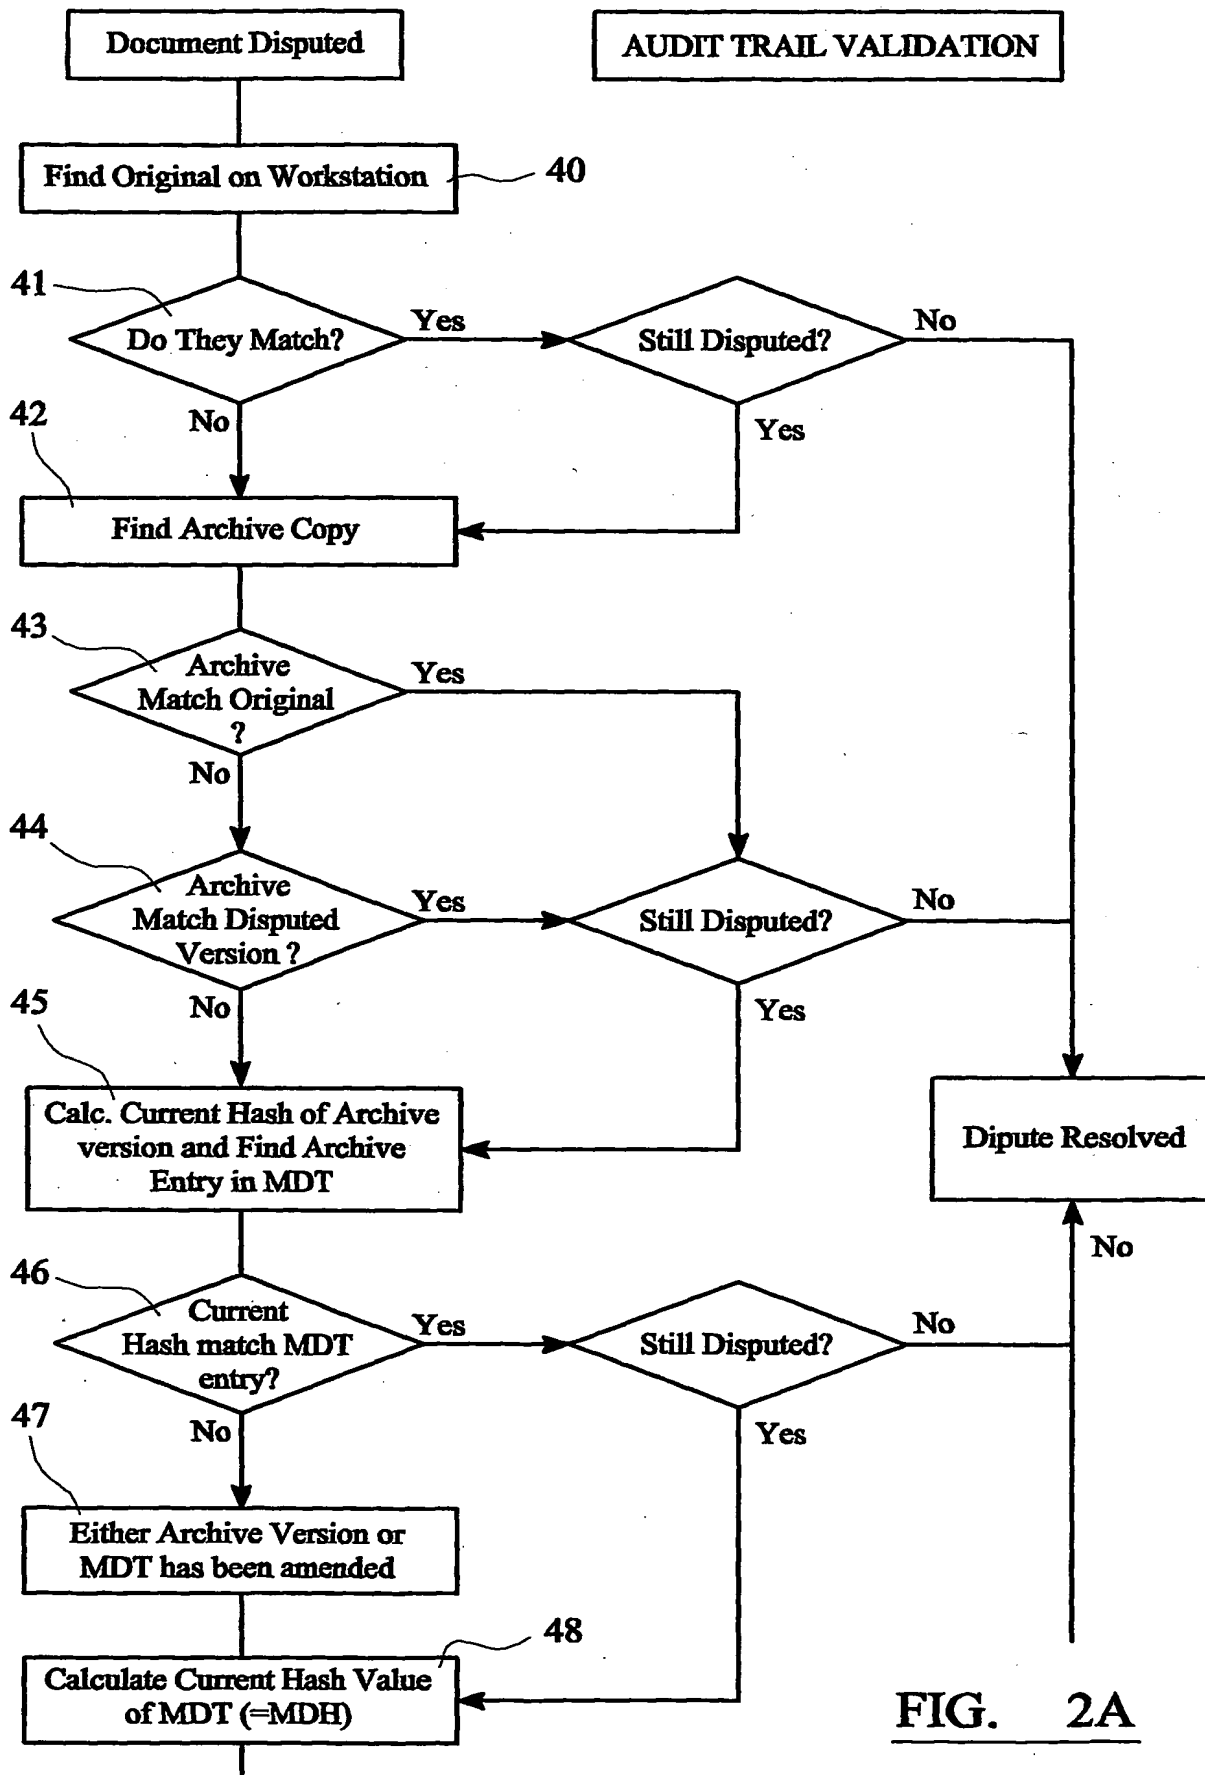 Document Disputed
AUDIT TRAIL VALIDATION
Find Original on Workstation
40
41
Do They Match?
Yes
Still Disputed?
No
No
Yes
42
Find Archive Copy
43
Archive
Match Original
?
Yes
No
44
Archive
Match Disputed
Version ?
Yes
Still Disputed?
No
No
Yes
45
Calc. Current Hash of Archive
version and Find Archive
Entry in MDT
Dipute Resolved
No
46
Current
Hash match MDT
entry?
Yes
Still Disputed?
No
No
Yes
47
Either Archive Version or
MDT has been amended
48
Calculate Current Hash Value
of MDT (=MDH)
FIG. 2A